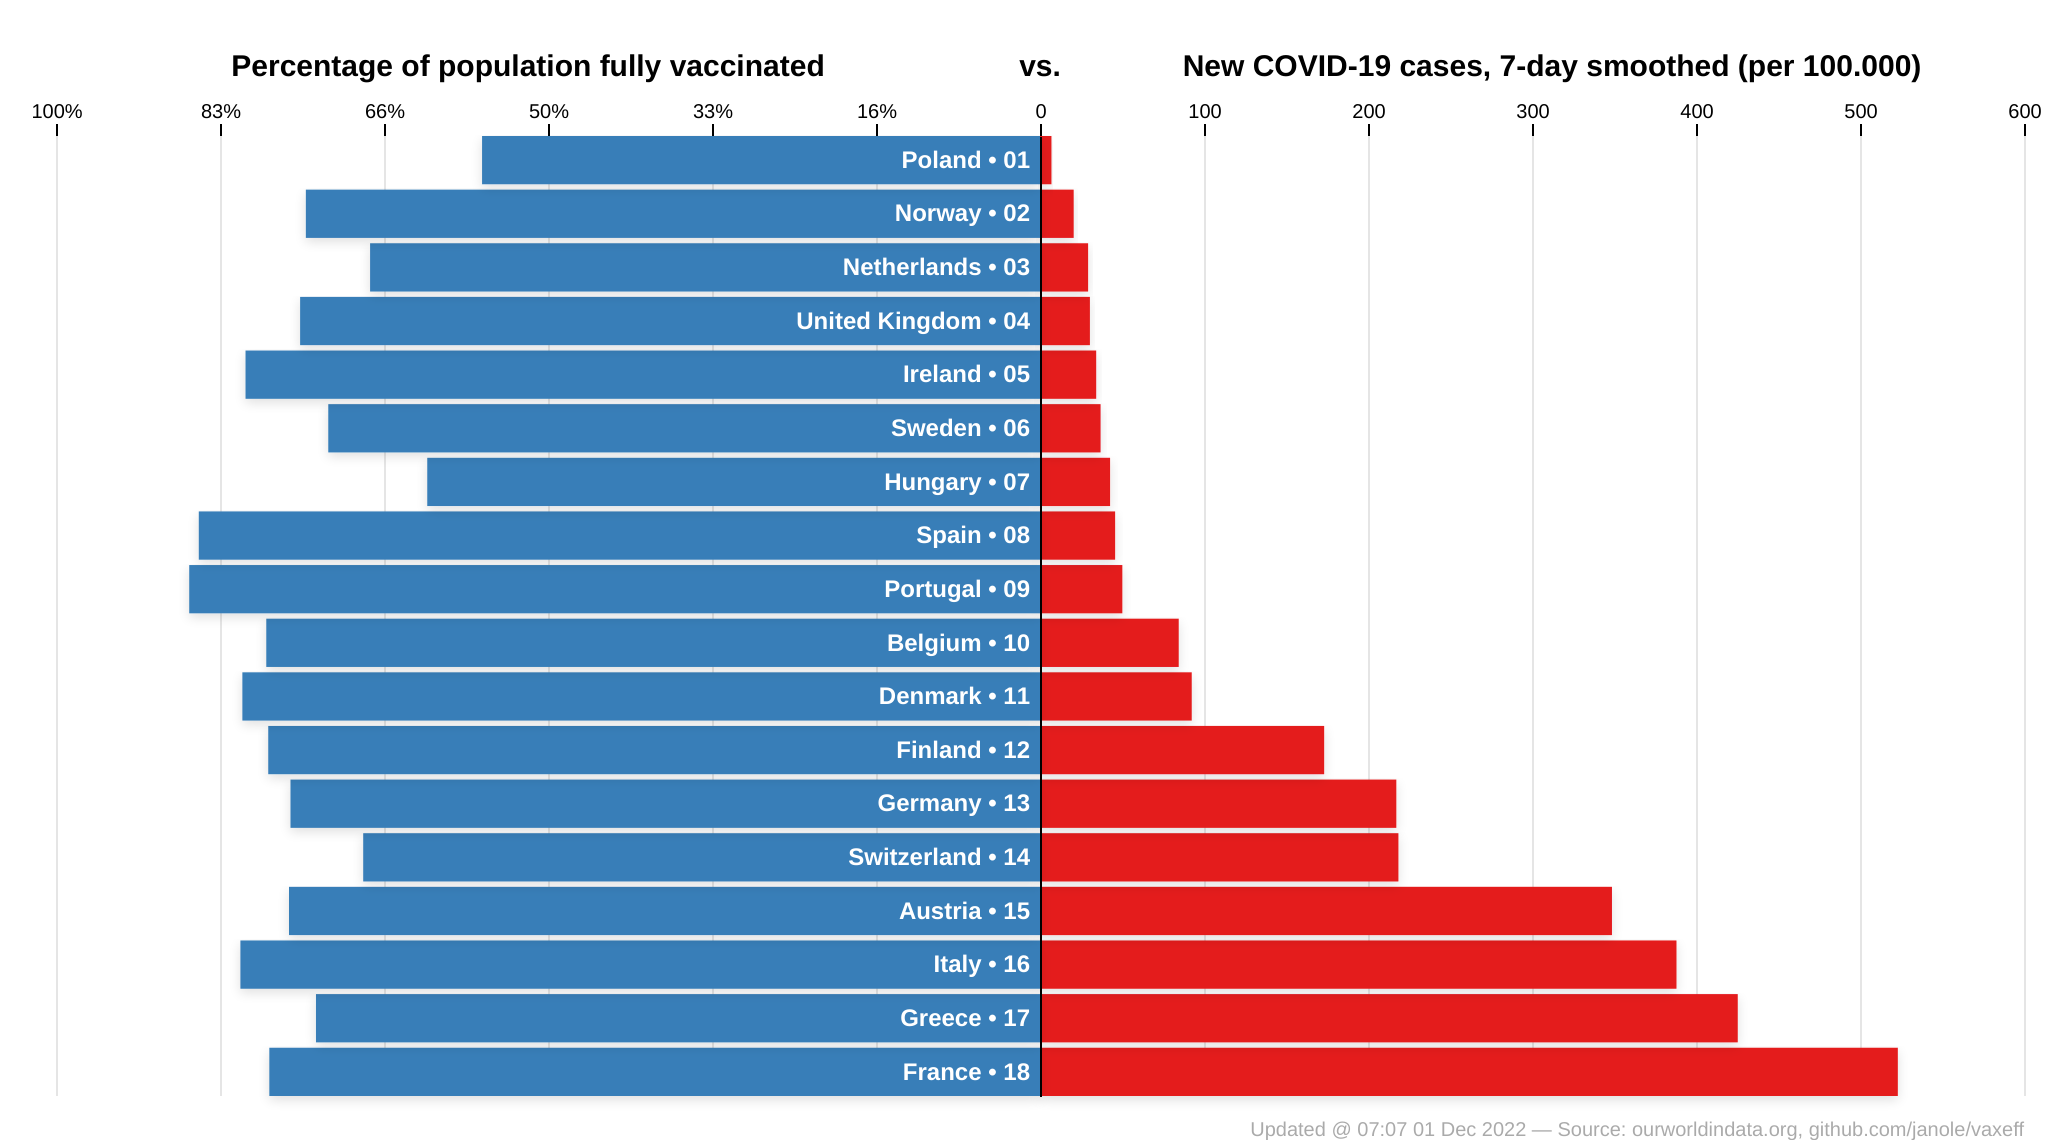 Percentage of population fully vaccinated vs. New COVID-19 cases, 7-day smoothed (per 100.000)
100% 83% 66% 50% 33% 16% 0 100 200 300 400 500 600
Poland • 01
Norway • 02
Netherlands • 03
United Kingdom • 04
Ireland • 05
Sweden • 06
Hungary • 07
Spain • 08
Portugal • 09
Belgium • 10
Denmark • 11
Finland • 12
Germany • 13
Switzerland • 14
Austria • 15
Italy • 16
Greece • 17
France • 18
Updated @ 07:07 01 Dec 2022 — Source: ourworldindata.org, github.com/janole/vaxeff